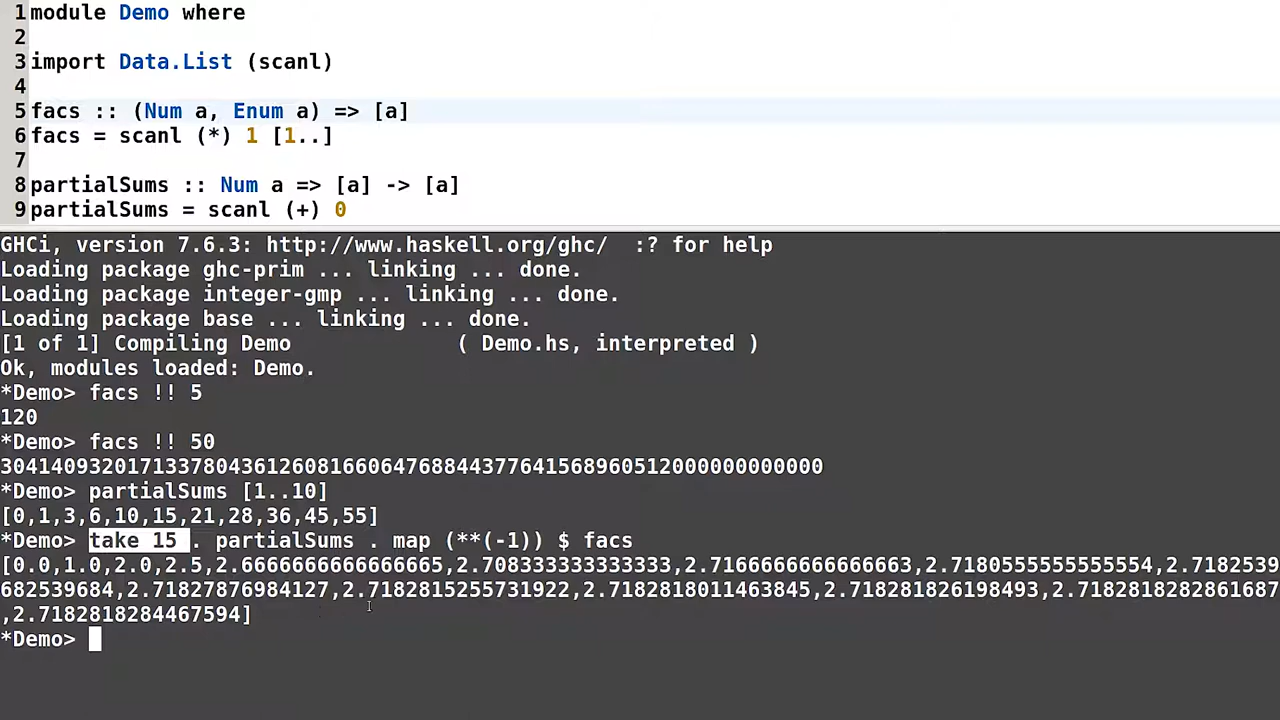 1 module Demo where
2
3 import Data.List (scanl)
4
5 facs :: (Num a, Enum a) => [a]
6 facs = scanl (*) 1 [1..]
7
8 partialSums :: Num a => [a] -> [a]
9 partialSums = scanl (+) 0
GHCi, version 7.6.3: http://www.haskell.org/ghc/  :? for help
Loading package ghc-prim ... linking ... done.
Loading package integer-gmp ... linking ... done.
Loading package base ... linking ... done.
[1 of 1] Compiling Demo             ( Demo.hs, interpreted )
Ok, modules loaded: Demo.
*Demo> facs !! 5
120
*Demo> facs !! 50
30414093201713378043612608166064768844377641568960512000000000000
*Demo> partialSums [1..10]
[0,1,3,6,10,15,21,28,36,45,55]
*Demo> take 15 . partialSums . map (**(-1)) $ facs
[0.0,1.0,2.0,2.5,2.6666666666666665,2.708333333333333,2.7166666666666663,2.7180555555555554,2.7182539
682539684,2.71827876984127,2.7182815255731922,2.7182818011463845,2.718281826198493,2.7182818282861687
,2.7182818284467594]
*Demo>